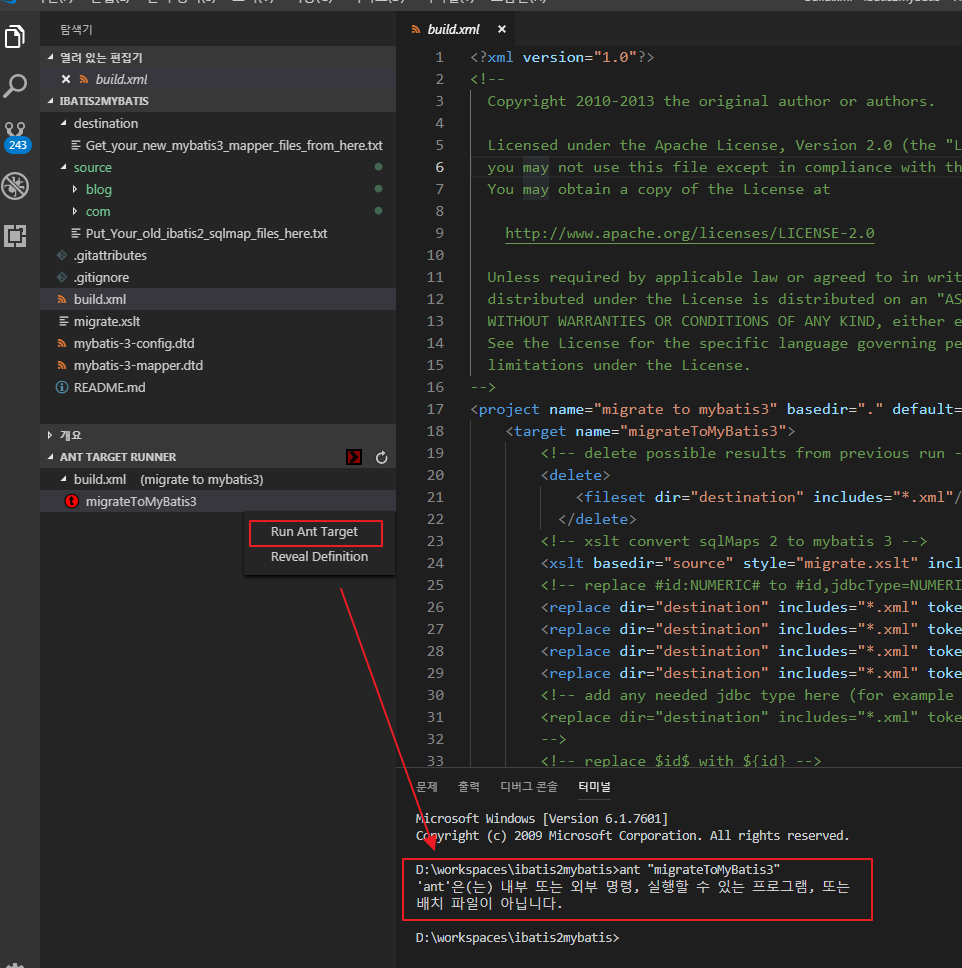 탐색기
열려 있는 편집기
build.xml
IBATIS2MYBATIS
destination
Get_your_new_mybatis3_mapper_files_from_here.txt
243
source
blog
com
Put_Your_old_ibatis2_sqlmap_files_here.txt
.gitattributes
.gitignore
build.xml
migrate.xslt
mybatis-3-config.dtd
mybatis-3-mapper.dtd
README.md
개요
ANT TARGET RUNNER
build.xml (migrate to mybatis3)
migrateToMyBatis3
Run Ant Target
Reveal Definition
build.xml
1 <?xml version="1.0"?>
2 <!--
3 Copyright 2010-2013 the original author or authors.
4
5 Licensed under the Apache License, Version 2.0 (the "L
6 you may not use this file except in compliance with th
7 You may obtain a copy of the License at
8
9 http://www.apache.org/licenses/LICENSE-2.0
10
11 Unless required by applicable law or agreed to in writ
12 distributed under the License is distributed on an "AS
13 WITHOUT WARRANTIES OR CONDITIONS OF ANY KIND, either e
14 See the License for the specific language governing pe
15 limitations under the License.
16 -->
17 <project name="migrate to mybatis3" basedir="." default=
18 <target name="migrateToMyBatis3">
19 <!-- delete possible results from previous run -
20 <delete>
21 <fileset dir="destination" includes="*.xml"/
22 </delete>
23 <!-- xslt convert sqlMaps 2 to mybatis 3 -->
24 <xslt basedir="source" style="migrate.xslt" incl
25 <!-- replace #id:NUMERIC# to #id,jdbcType=NUMERI
26 <replace dir="destination" includes="*.xml" toke
27 <replace dir="destination" includes="*.xml" toke
28 <replace dir="destination" includes="*.xml" toke
29 <replace dir="destination" includes="*.xml" toke
30 <!-- add any needed jdbc type here (for example
31 <replace dir="destination" includes="*.xml" toke
32 -->
33 <!-- replace $id$ with ${id} -->
문제 출력 디버그 콘솔 터미널
Microsoft Windows [Version 6.1.7601]
Copyright (c) 2009 Microsoft Corporation. All rights reserved.
D:\workspaces\ibatis2mybatis>ant "migrateToMyBatis3"
'ant'은(는) 내부 또는 외부 명령, 실행할 수 있는 프로그램, 또는
배치 파일이 아닙니다.
D:\workspaces\ibatis2mybatis>